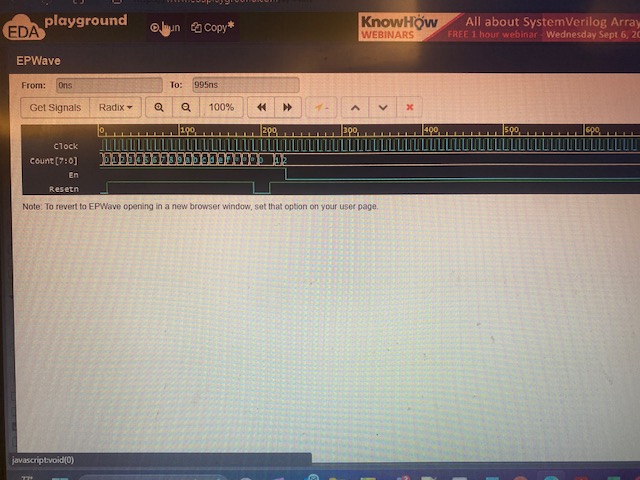 EDA playground
Run Copy*
KnowHow
WEBINARS
All about SystemVerilog Array
FREE 1 hour webinar - Wednesday Sept 6, 20
EPWave
From: 0ns To: 995ns
Get Signals Radix 100%
0 100 200 300 400 500 600
Clock
Count[7:0]
En
Resetn
Note: To revert to EPWave opening in a new browser window, set that option on your user page.
javascript:void(0)